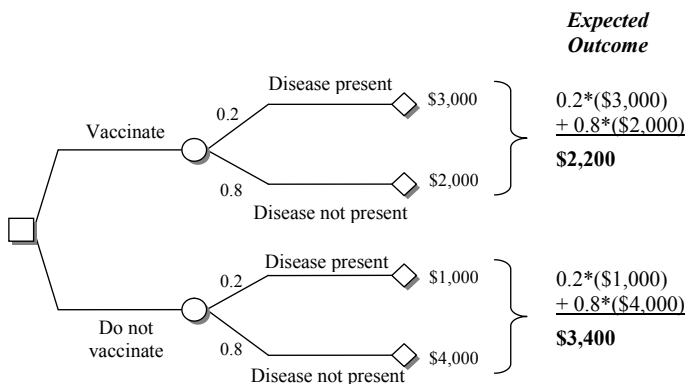 Expected
Outcome
Disease present
0.2
$3,000
Vaccinate
0.2*($3,000)
+ 0.8*($2,000)
$2,200
0.8
$2,000
Disease not present
Disease present
0.2
$1,000
Do not
vaccinate
0.2*($1,000)
+ 0.8*($4,000)
$3,400
0.8
$4,000
Disease not present